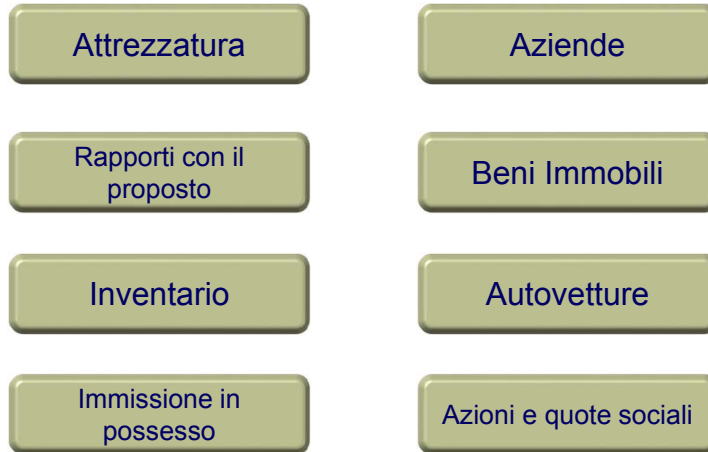 Attrezzatura
Aziende
Rapporti con il
proposto
Beni Immobili
Inventario
Autovetture
Immissione in
possesso
Azioni e quote sociali